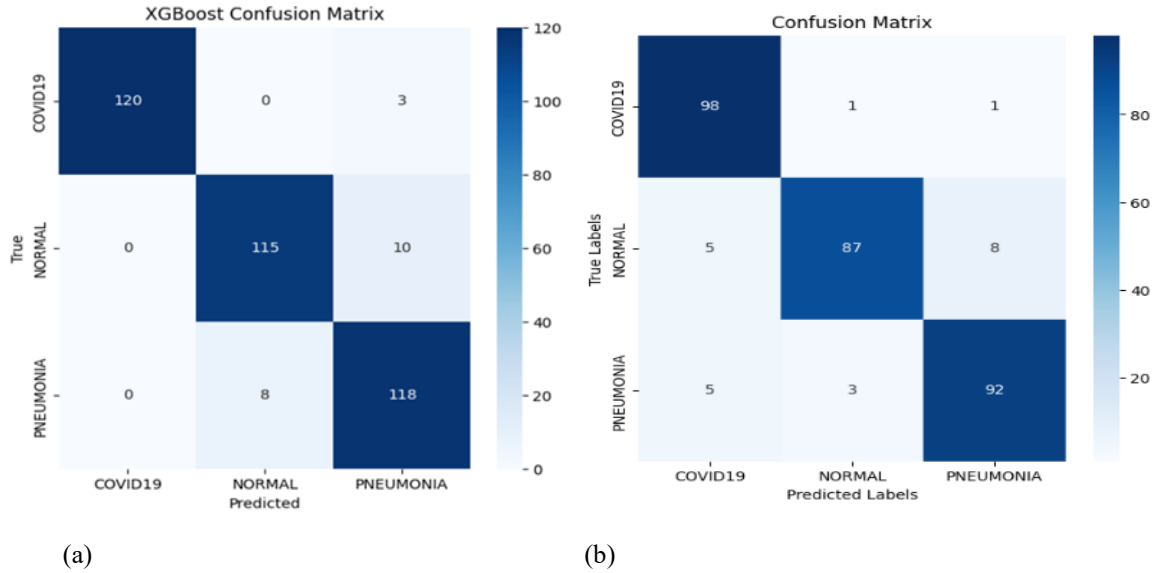 XGBoost Confusion Matrix
COVID19
NORMAL
PNEUMONIA
True
120 0 3
0 115 10
0 8 118
COVID19 NORMAL PNEUMONIA
Predicted
120
100
80
60
40
20
0
(a)
Confusion Matrix
COVID19
NORMAL
PNEUMONIA
True Labels
98 1 1
5 87 8
5 3 92
COVID19 NORMAL PNEUMONIA
Predicted Labels
80
60
40
20
(b)